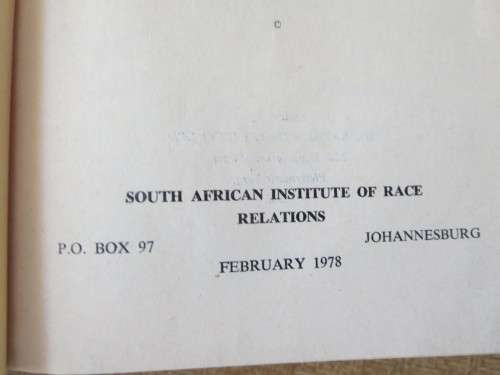 SOUTH AFRICAN INSTITUTE OF RACE
RELATIONS
P.O. BOX 97 JOHANNESBURG
FEBRUARY 1978